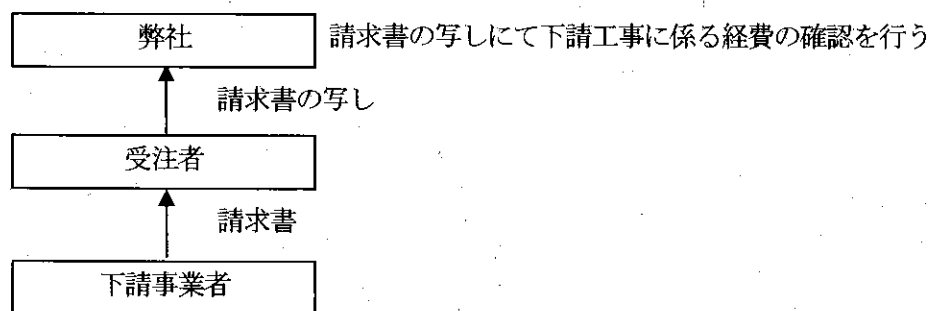 弊社
請求書の写しにて下請工事に係る経費の確認を行う
請求書の写し
受注者
請求書
下請事業者